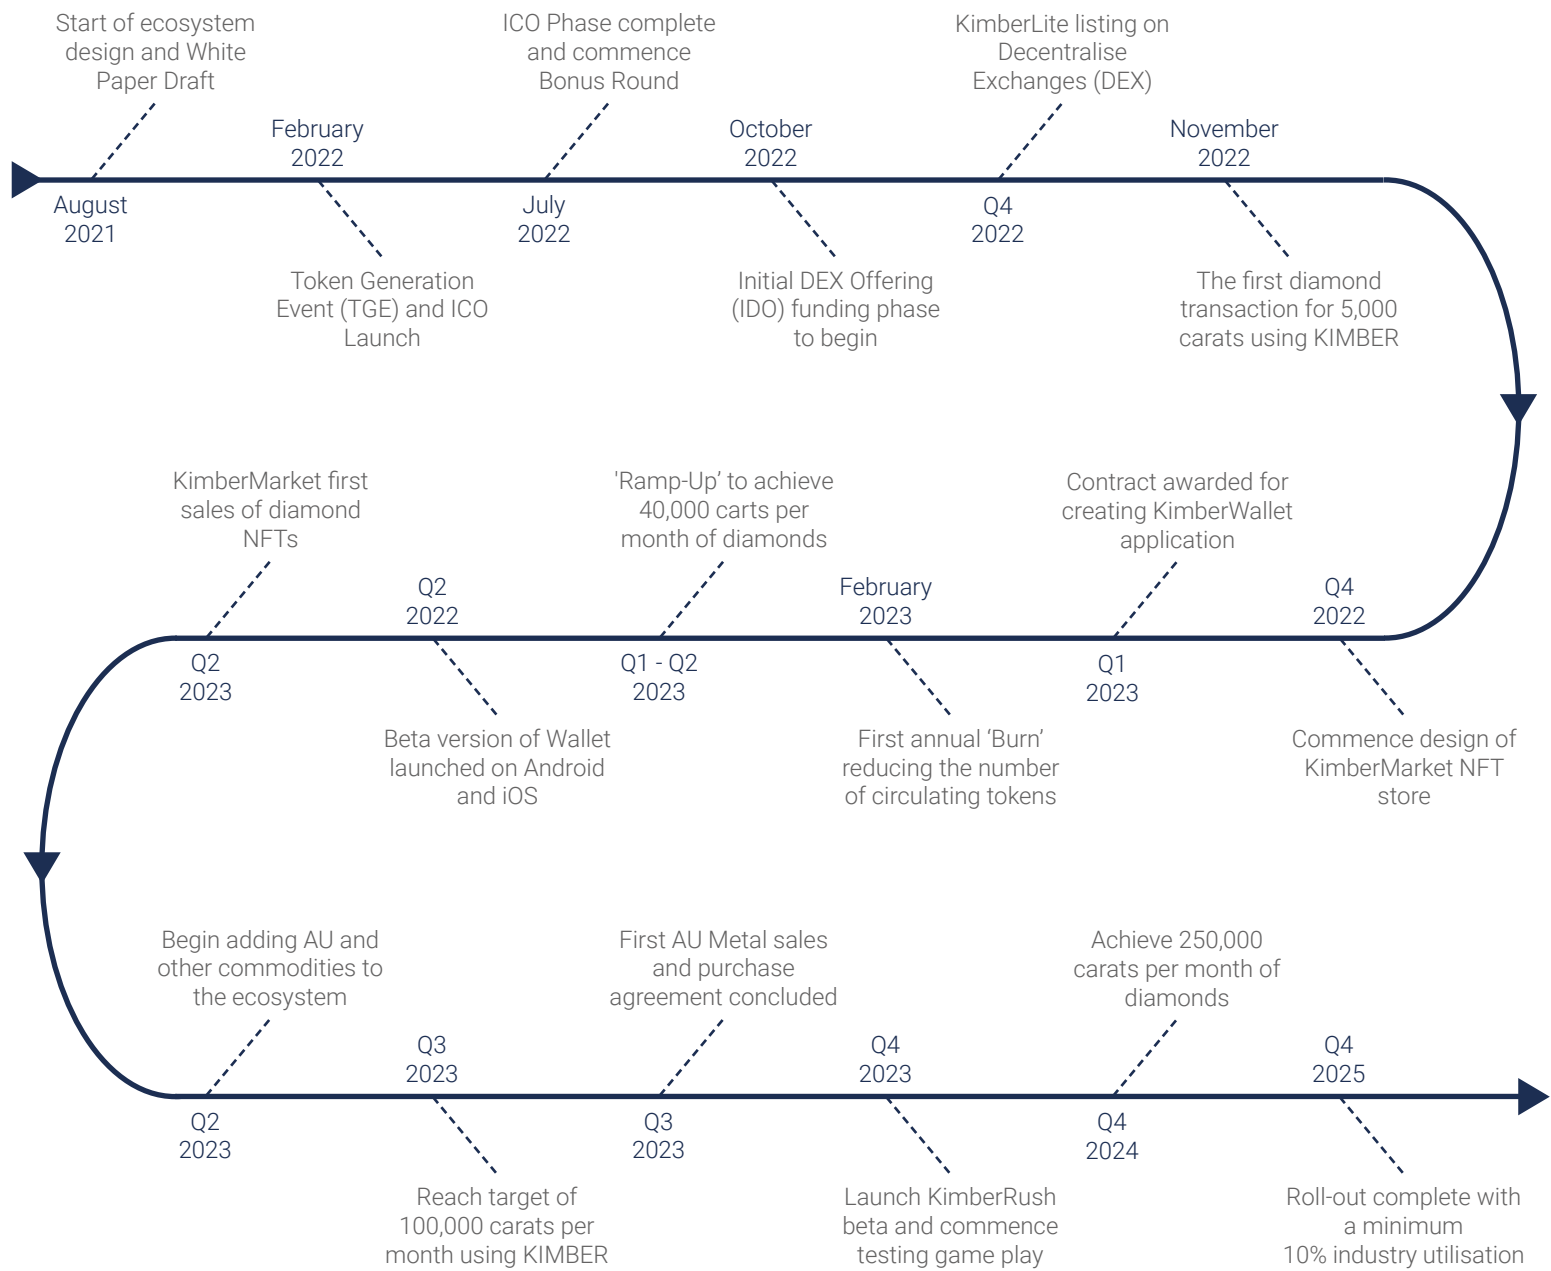 Start of ecosystem
design and White
Paper Draft
August
2021
February
2022
Token Generation
Event (TGE) and ICO
Launch
ICO Phase complete
and commence
Bonus Round
July
2022
October
2022
Initial DEX Offering
(IDO) funding phase
to begin
KimberLite listing on
Decentralise
Exchanges (DEX)
Q4
2022
November
2022
The first diamond
transaction for 5,000
carats using KIMBER
Q4
2022
Commence design of
KimberMarket NFT
store
Contract awarded for
creating KimberWallet
application
Q1
2023
February
2023
First annual ‘Burn’
reducing the number
of circulating tokens
'Ramp-Up’ to achieve
40,000 carts per
month of diamonds
Q1 - Q2
2023
Q2
2022
Beta version of Wallet
launched on Android
and iOS
KimberMarket first
sales of diamond
NFTs
Q2
2023
Begin adding AU and
other commodities to
the ecosystem
Q2
2023
Q3
2023
Reach target of
100,000 carats per
month using KIMBER
First AU Metal sales
and purchase
agreement concluded
Q3
2023
Q4
2023
Launch KimberRush
beta and commence
testing game play
Achieve 250,000
carats per month of
diamonds
Q4
2024
Q4
2025
Roll-out complete with
a minimum
10% industry utilisation